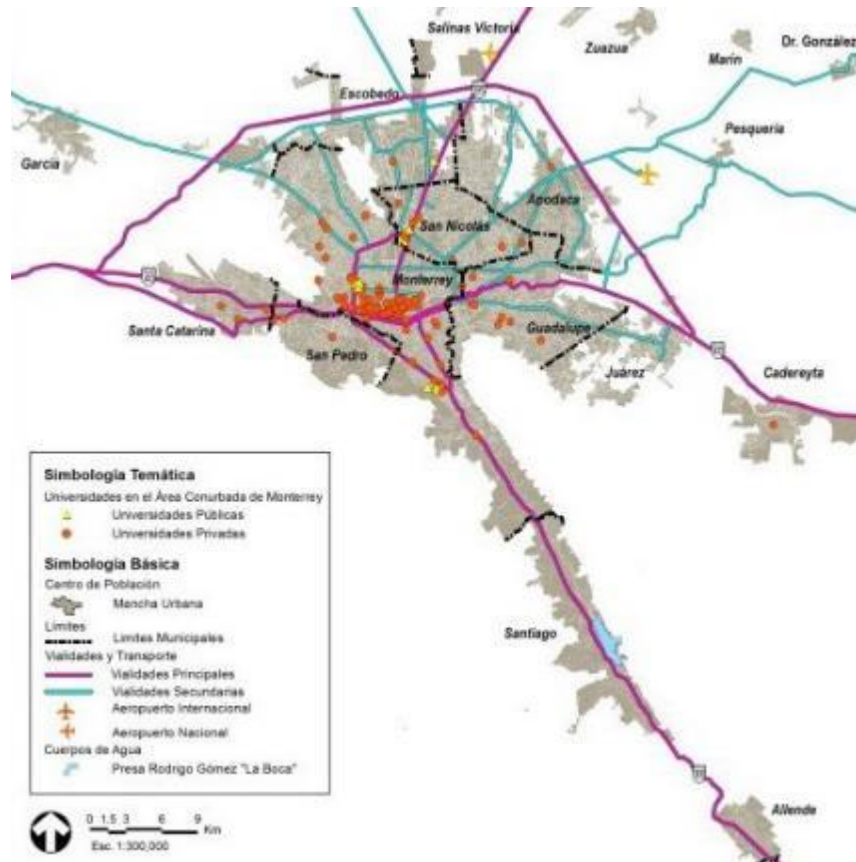 Salinas Victoria
Zuazua
Marín
Dr. González
Escobedo
Pesquería
García
Apodaca
San Nicolás
Monterrey
Santa Catarina
San Pedro
Guadalupe
Juárez
Cadereyta
Simbología Temática
Universidades en el Área Conurbada de Monterrey
Universidades Públicas
Universidades Privadas
Simbología Básica
Centro de Población
Mancha Urbana
Límites
Límites Municipales
Vialidades y Transporte
Vialidades Principales
Vialidades Secundarias
Aeropuerto Internacional
Aeropuerto Nacional
Cuerpos de Agua
Presa Rodrigo Gómez "La Boca"
Santiago
Allende
0 1.5 3 6 9
Km
Esc. 1:300,000